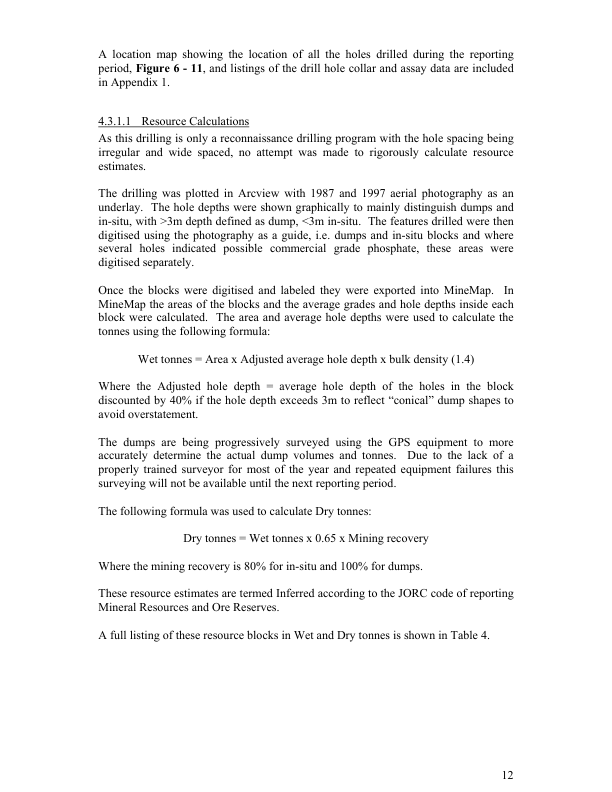 A location map showing the location of all the holes drilled during the reporting
period, Figure 6 - 11, and listings of the drill hole collar and assay data are included
in Appendix 1.
4.3.1.1 Resource Calculations
As this drilling is only a reconnaissance drilling program with the hole spacing being
irregular and wide spaced, no attempt was made to rigorously calculate resource
estimates.
The drilling was plotted in Arcview with 1987 and 1997 aerial photography as an
underlay. The hole depths were shown graphically to mainly distinguish dumps and
in-situ, with >3m depth defined as dump, <3m in-situ. The features drilled were then
digitised using the photography as a guide, i.e. dumps and in-situ blocks and where
several holes indicated possible commercial grade phosphate, these areas were
digitised separately.
Once the blocks were digitised and labeled they were exported into MineMap. In
MineMap the areas of the blocks and the average grades and hole depths inside each
block were calculated. The area and average hole depths were used to calculate the
tonnes using the following formula:
Wet tonnes = Area x Adjusted average hole depth x bulk density (1.4)
Where the Adjusted hole depth = average hole depth of the holes in the block
discounted by 40% if the hole depth exceeds 3m to reflect “conical” dump shapes to
avoid overstatement.
The dumps are being progressively surveyed using the GPS equipment to more
accurately determine the actual dump volumes and tonnes. Due to the lack of a
properly trained surveyor for most of the year and repeated equipment failures this
surveying will not be available until the next reporting period.
The following formula was used to calculate Dry tonnes:
Dry tonnes = Wet tonnes x 0.65 x Mining recovery
Where the mining recovery is 80% for in-situ and 100% for dumps.
These resource estimates are termed Inferred according to the JORC code of reporting
Mineral Resources and Ore Reserves.
A full listing of these resource blocks in Wet and Dry tonnes is shown in Table 4.
12